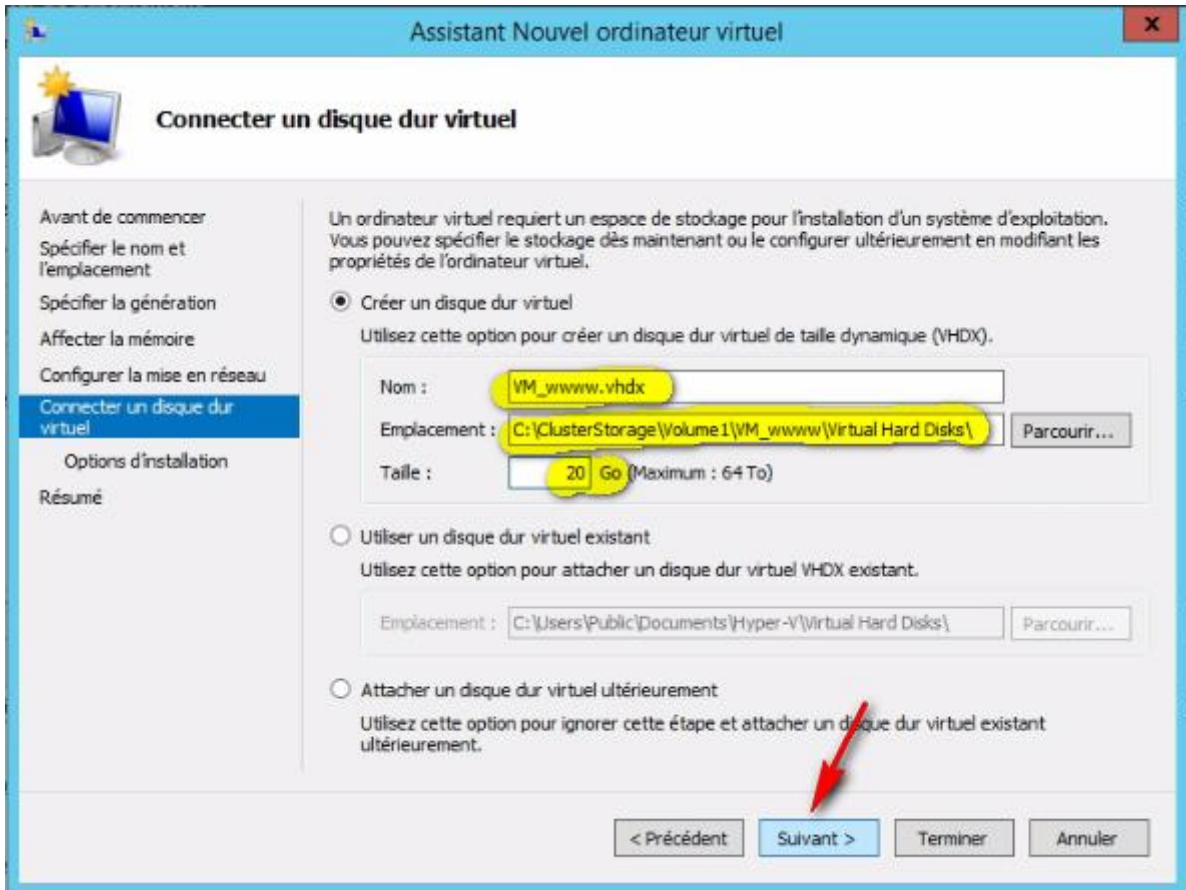 Assistant Nouvel ordinateur virtuel
x
Connecter un disque dur virtuel
Avant de commencer
Spécifier le nom et
l'emplacement
Spécifier la génération
Affecter la mémoire
Configurer la mise en réseau
Connecter un disque dur
virtuel
Options d'installation
Résumé
Un ordinateur virtuel requiert un espace de stockage pour l'installation d'un système d'exploitation.
Vous pouvez spécifier le stockage dès maintenant ou le configurer ultérieurement en modifiant les
propriétés de l'ordinateur virtuel.
Créer un disque dur virtuel
Utilisez cette option pour créer un disque dur virtuel de taille dynamique (VHDX).
Nom : VM_wwww.vhdx
Emplacement : C:\ClusterStorage\Volume1\VM_wwww\Virtual Hard Disks\ Parcourir...
Taille : 20 Go (Maximum : 64 To)
Utiliser un disque dur virtuel existant
Utilisez cette option pour attacher un disque dur virtuel VHDX existant.
Emplacement : C:\Users\Public\Documents\Hyper-V\Virtual Hard Disks\ Parcourir...
Attacher un disque dur virtuel ultérieurement
Utilisez cette option pour ignorer cette étape et attacher un disque dur virtuel existant
ultérieurement.
< Précédent Suivant > Terminer Annuler